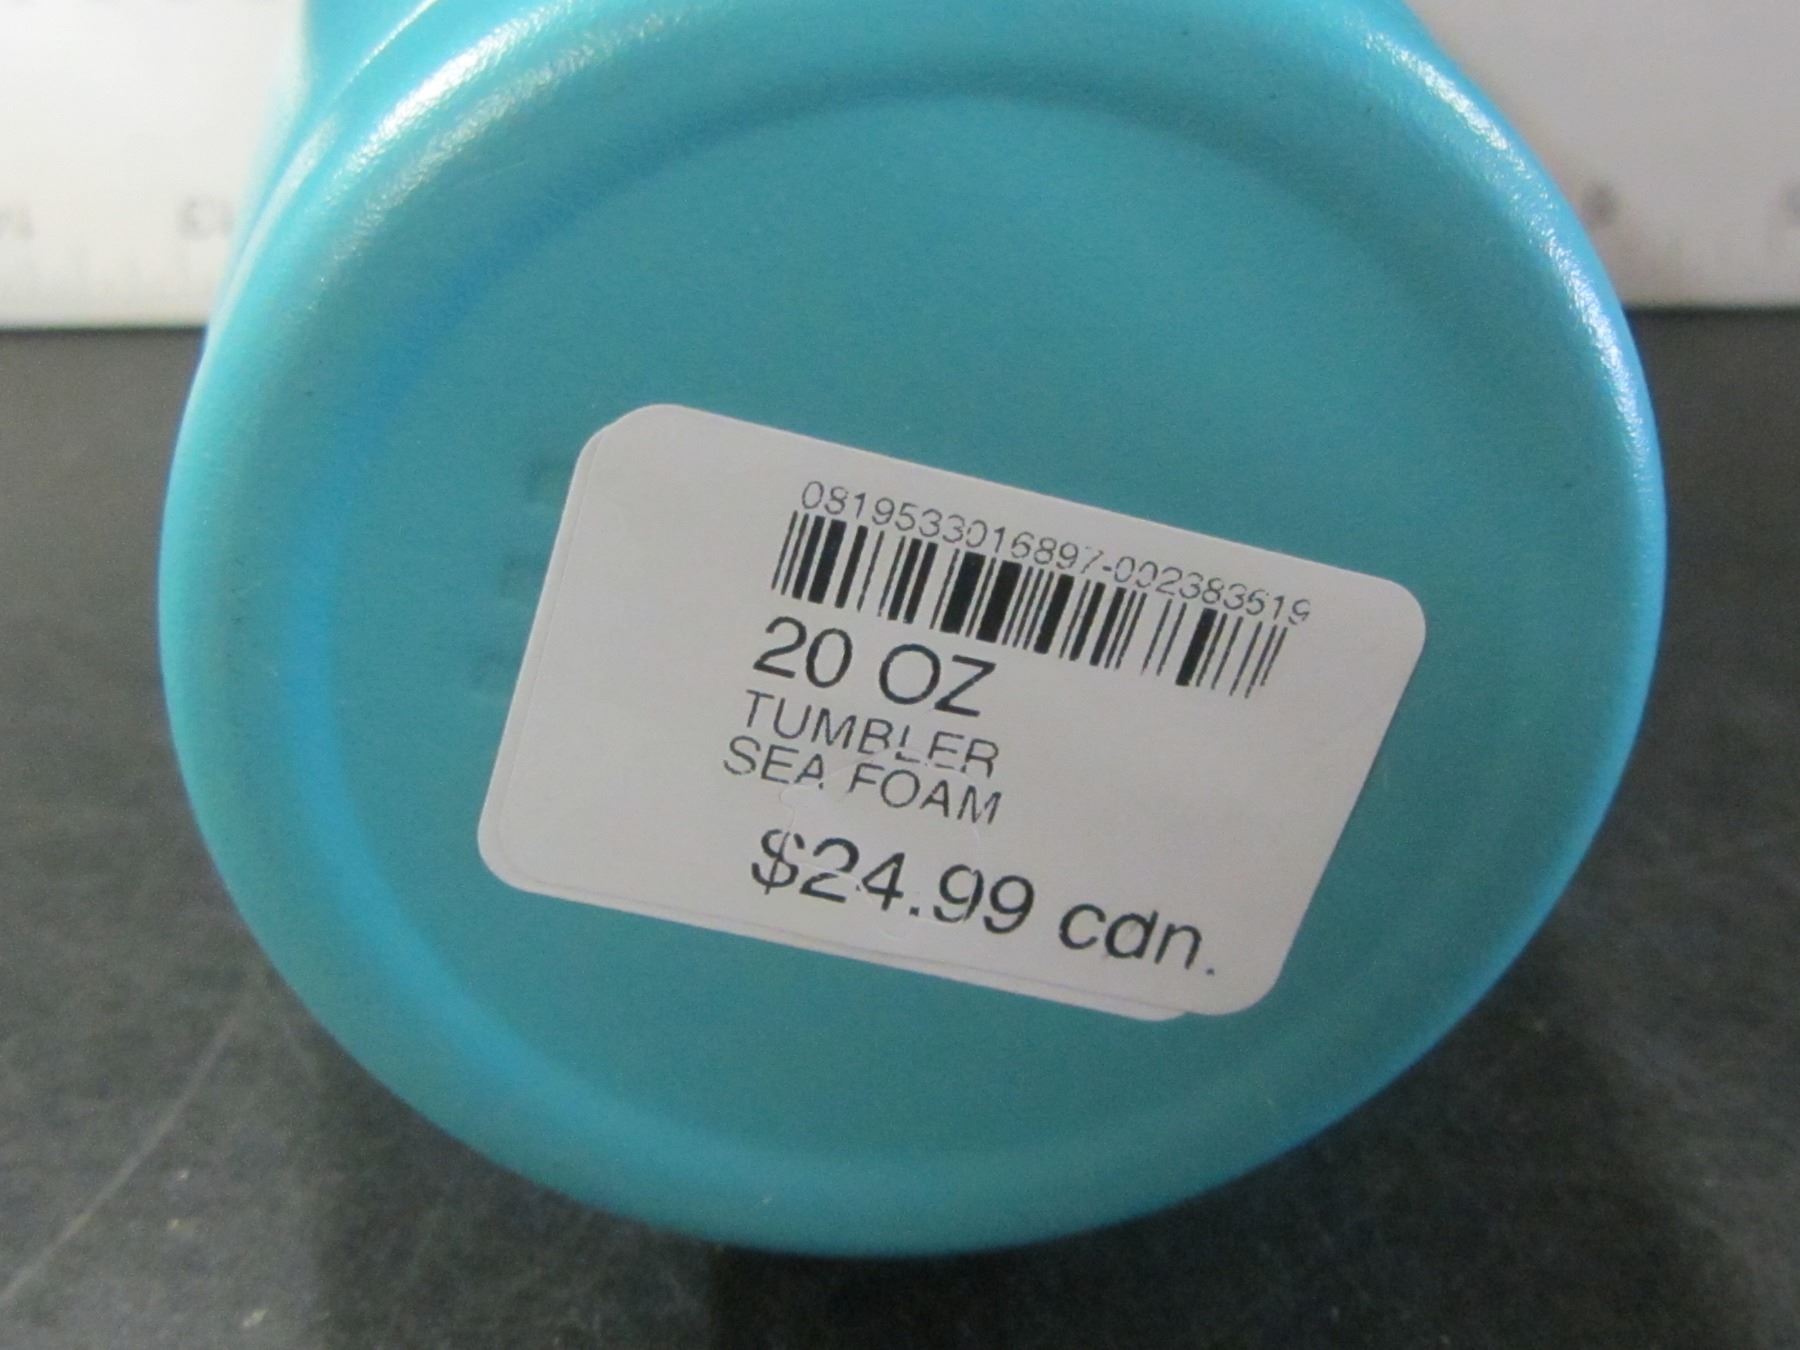 0819533016897-002383519
20 OZ
TUMBLER
SEA FOAM
$24.99 cdn.